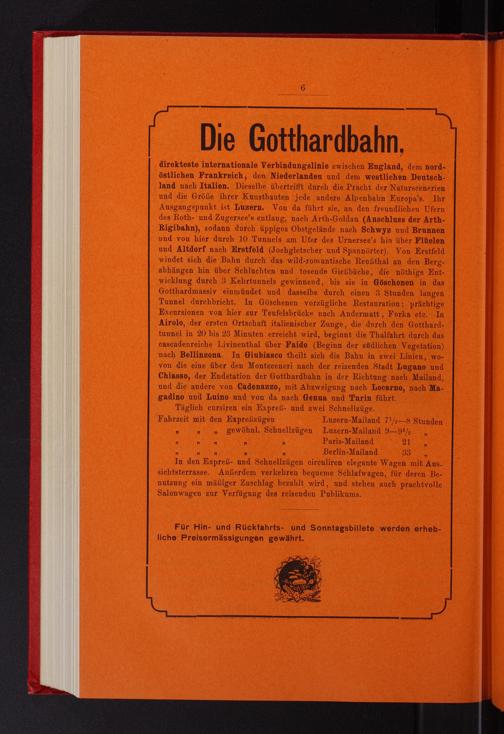 6
Die Gotthardbahn,
direkteste internationale Verbindungslinie zwischen England, dem nord-
östlichen Frankreich, den Niederlanden und dem westlichen Deutsch-
land nach Italien. Dieselbe übertrifft durch die Pracht der Naturscenerien
und die Größe ihrer Kunstbauten jede andere Alpenbahn Europa's. Ihr
Ausgangspunkt ist Luzern. Von da führt sie, an den freundlichen Ufern
des Roth- und Zugersee's entlang, nach Arth-Goldau (Anschluss der Arth-
Rigibahn), sodann durch üppiges Obstgelände nach Schwyz und Brunnen
und von hier durch 10 Tunnels am Ufer des Urnersee's hin über Flüelen
und Altdorf nach Erstfeld (Jochgletscher und Spannörter). Von Erstfeld
windet sich die Bahn durch das wild-romantische Reußthal an den Berg-
abhängen hin über Schluchten und tosende Gießbäche, die nöthige Ent-
wicklung durch 3 Kehrtunnels gewinnend, bis sie in Göschenen in das
Gotthardmassiv einmündet und dasselbe durch einen 3 Stunden langen
Tunnel durchbricht. In Göschenen vorzügliche Restauration; prächtige
Excursionen von hier zur Teufelsbrücke nach Andermatt, Forka etc. In
Airolo, der ersten Ortschaft italienischer Zunge, die durch den Gotthard-
tunnel in 20 bis 23 Minuten erreicht wird, beginnt die Thalfahrt durch das
cascadenreiche Livinenthal über Faido (Beginn der südlichen Vegetation)
nach Bellinzona. In Giubiasco theilt sich die Bahn in zwei Linien, wo-
von die eine über den Monteceneri nach der reizenden Stadt Lugano und
Chiasso, der Endstation der Gotthardbahn in der Richtung nach Mailand,
und die andere von Cadenazzo, mit Abzweigung nach Locarno, nach Ma-
gadino und Luino und von da nach Genua und Turin führt.
Täglich cursiren ein Expreß- und zwei Schnellzüge.
Fahrzeit mit den Expreßzügen Luzern-Mailand 7½—8 Stunden
„ „ „ gewöhnl. Schnellzügen Luzern-Mailand 9—9½ „
„ „ „ „ „ Paris-Mailand 21 „
„ „ „ „ „ Berlin-Mailand 33 „
In den Expreß- und Schnellzügen circuliren elegante Wagen mit Aus-
sichtsterrasse. Außerdem verkehren bequeme Schlafwagen, für deren Be-
nutzung ein mäßiger Zuschlag bezahlt wird, und stehen auch prachtvolle
Salonwagen zur Verfügung des reisenden Publikums.
Für Hin- und Rückfahrts- und Sonntagsbillete werden erheb-
liche Preisermässigungen gewährt.